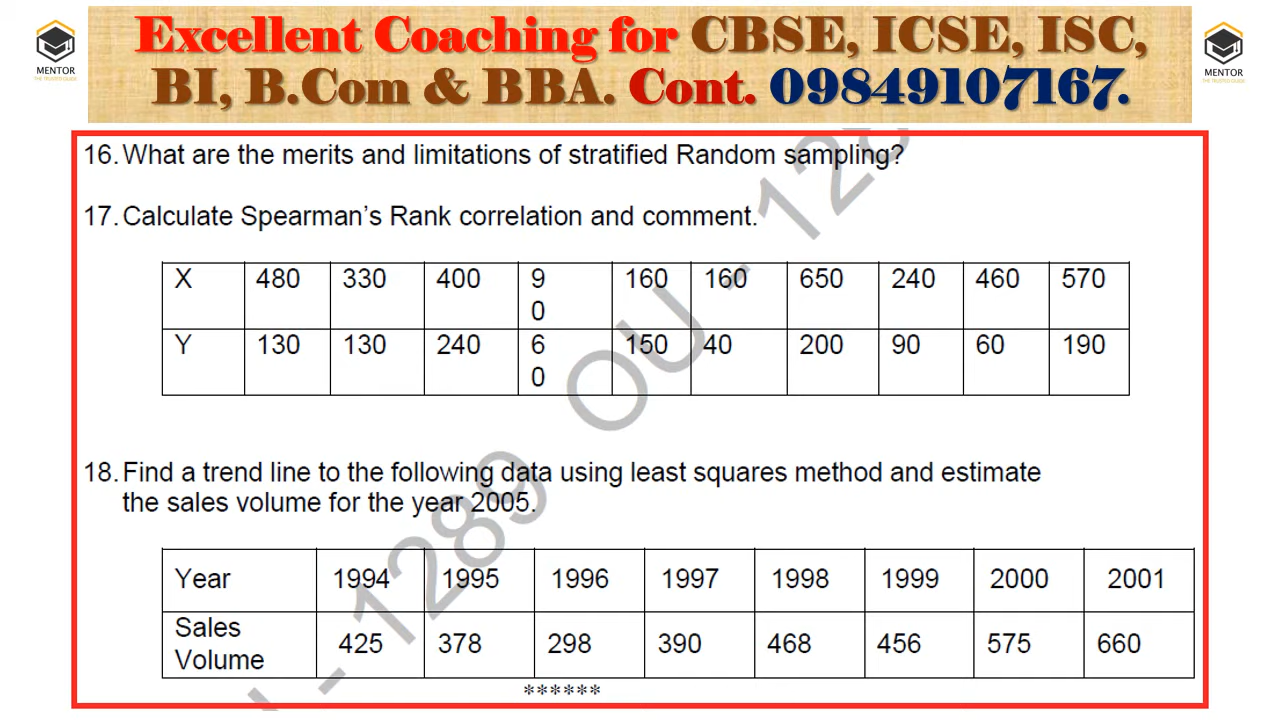 Excellent Coaching for CBSE, ICSE, ISC,
BI, B.Com & BBA. Cont. 09849107167.
MENTOR
MENTOR
16. What are the merits and limitations of stratified Random sampling?
17. Calculate Spearman's Rank correlation and comment.
X 480 330 400 9 0 160 160 650 240 460 570
Y 130 130 240 6 0 150 40 200 90 60 190
18. Find a trend line to the following data using least squares method and estimate
the sales volume for the year 2005.
Year 1994 1995 1996 1997 1998 1999 2000 2001
Sales Volume 425 378 298 390 468 456 575 660
******
- 1289 OU - 128